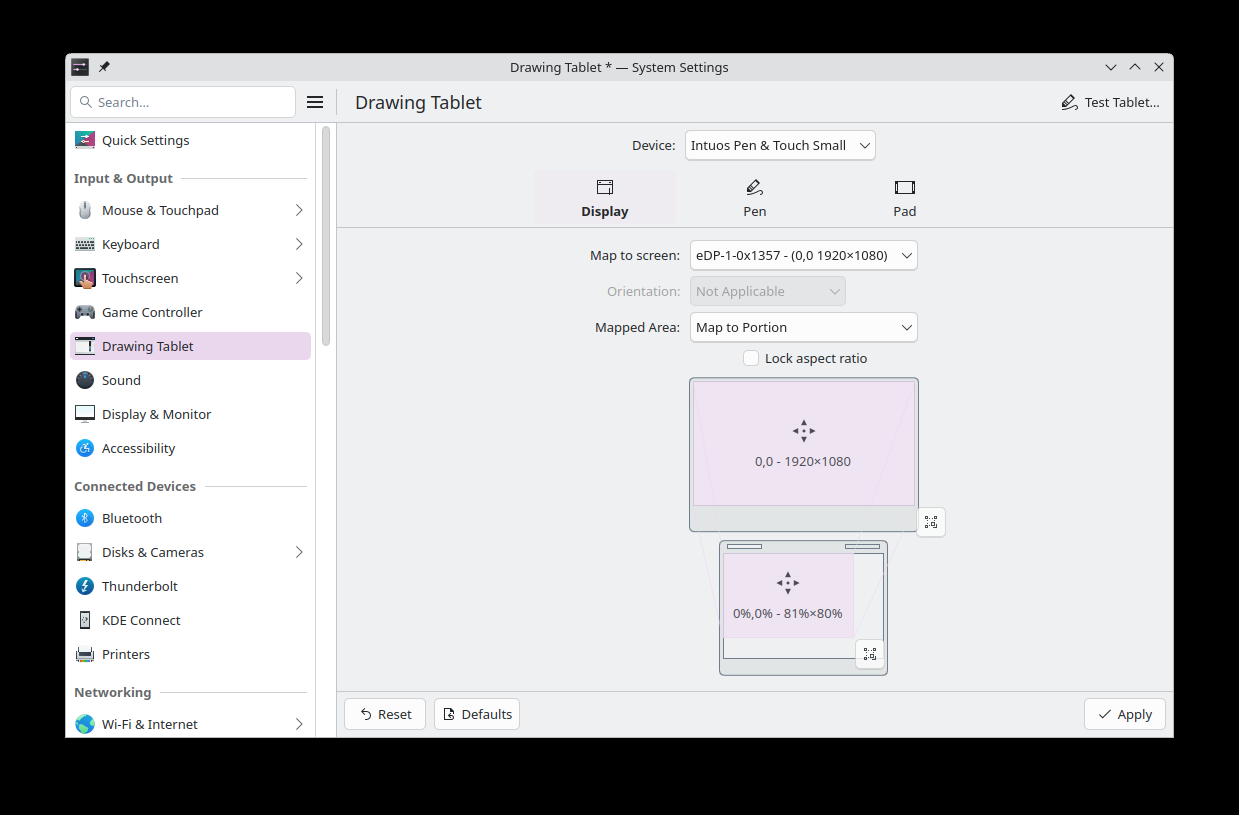 Drawing Tablet * — System Settings
Search...
Drawing Tablet
Test Tablet...
Quick Settings
Input & Output
Mouse & Touchpad
Keyboard
Touchscreen
Game Controller
Drawing Tablet
Sound
Display & Monitor
Accessibility
Connected Devices
Bluetooth
Disks & Cameras
Thunderbolt
KDE Connect
Printers
Networking
Wi-Fi & Internet
Device:
Intuos Pen & Touch Small
Display
Pen
Pad
Map to screen:
eDP-1-0x1357 - (0,0 1920×1080)
Orientation:
Not Applicable
Mapped Area:
Map to Portion
Lock aspect ratio
0,0 - 1920×1080
0%,0% - 81%×80%
Reset
Defaults
Apply